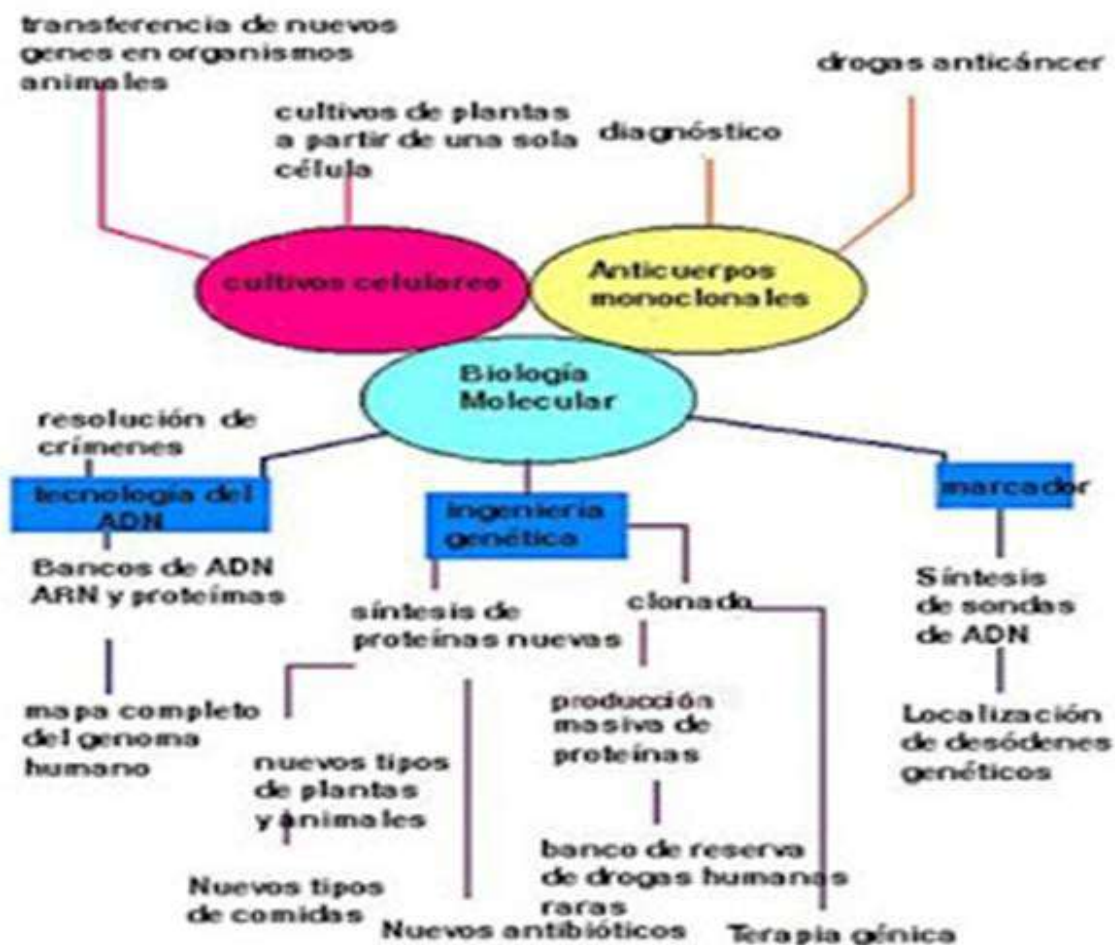 transferencia de nuevos
genes en organismos
animales
drogas anticáncer
cultivos de plantas
a partir de una sola
célula
diagnóstico
cultivos celulares
Anticuerpos
monoclonales
Biología
Molecular
resolución de
crímenes
tecnología del
ADN
ingeniería
genética
marcador
Bancos de ADN
ARN y proteímas
síntesis de
proteínas nuevas
clonado
Síntesis
de sondas
de ADN
mapa completo
del genoma
humano
nuevos tipos
de plantas
y animales
producción
masiva de
proteínas
Localización
de desódenes
genéticos
Nuevos tipos
de comidas
Nuevos antibióticos
banco de reserva
de drogas humanas
raras
Terapia génica